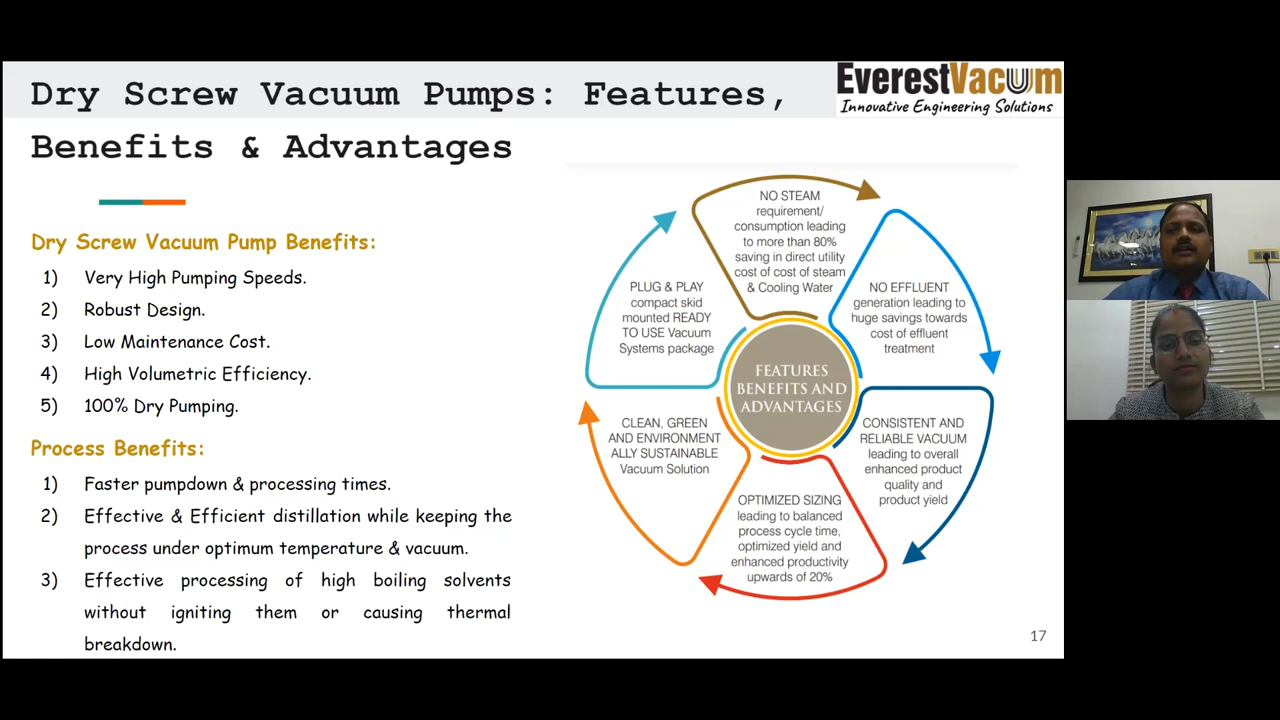 Dry Screw Vacuum Pumps: Features,
Benefits & Advantages
EverestVacuum
Innovative Engineering Solutions
Dry Screw Vacuum Pump Benefits:
1) Very High Pumping Speeds.
2) Robust Design.
3) Low Maintenance Cost.
4) High Volumetric Efficiency.
5) 100% Dry Pumping.
Process Benefits:
1) Faster pumpdown & processing times.
2) Effective & Efficient distillation while keeping the
process under optimum temperature & vacuum.
3) Effective processing of high boiling solvents
without igniting them or causing thermal
breakdown.
NO STEAM
requirement/
consumption leading
to more than 80%
saving in direct utility
cost of cost of steam
& Cooling Water
NO EFFLUENT
generation leading to
huge savings towards
cost of effluent
treatment
CONSISTENT AND
RELIABLE VACUUM
leading to overall
enhanced product
quality and
product yield
OPTIMIZED SIZING
leading to balanced
process cycle time,
optimized yield and
enhanced productivity
upwards of 20%
CLEAN, GREEN
AND ENVIRONMENT
ALLY SUSTAINABLE
Vacuum Solution
PLUG & PLAY
compact skid
mounted READY
TO USE Vacuum
Systems package
FEATURES
BENEFITS AND
ADVANTAGES
17